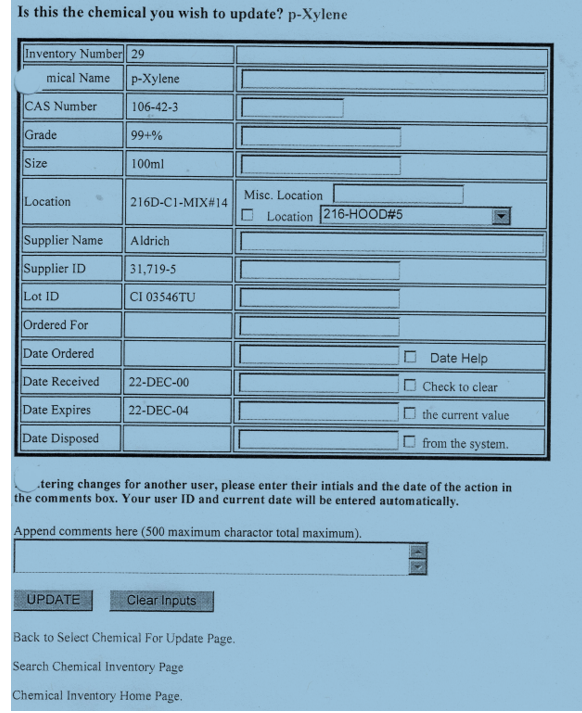 Is this the chemical you wish to update? p-Xylene
Inventory Number 29
mical Name p-Xylene
CAS Number 106-42-3
Grade 99+%
Size 100ml
Location 216D-C1-MIX#14 Misc. Location
Location 216-HOOD#5
Supplier Name Aldrich
Supplier ID 31,719-5
Lot ID CI 03546TU
Ordered For
Date Ordered Date Help
Date Received 22-DEC-00 Check to clear
Date Expires 22-DEC-04 the current value
Date Disposed from the system.
.tering changes for another user, please enter their intials and the date of the action in
the comments box. Your user ID and current date will be entered automatically.
Append comments here (500 maximum charactor total maximum).
UPDATE Clear Inputs
Back to Select Chemical For Update Page.
Search Chemical Inventory Page
Chemical Inventory Home Page.